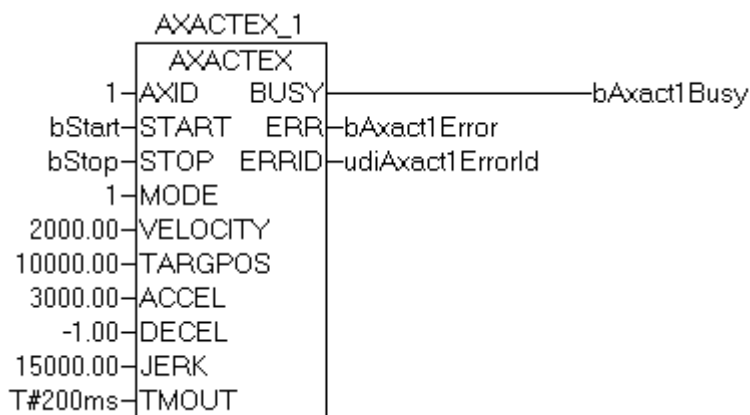 AXACTEX_1
AXACTEX
1 AXID BUSY bAxact1Busy
bStart START ERR bAxact1Error
bStop STOP ERRID udiAxact1ErrorId
1 MODE
2000.00 VELOCITY
10000.00 TARGPOS
3000.00 ACCEL
-1.00 DECEL
15000.00 JERK
T#200ms TMOUT